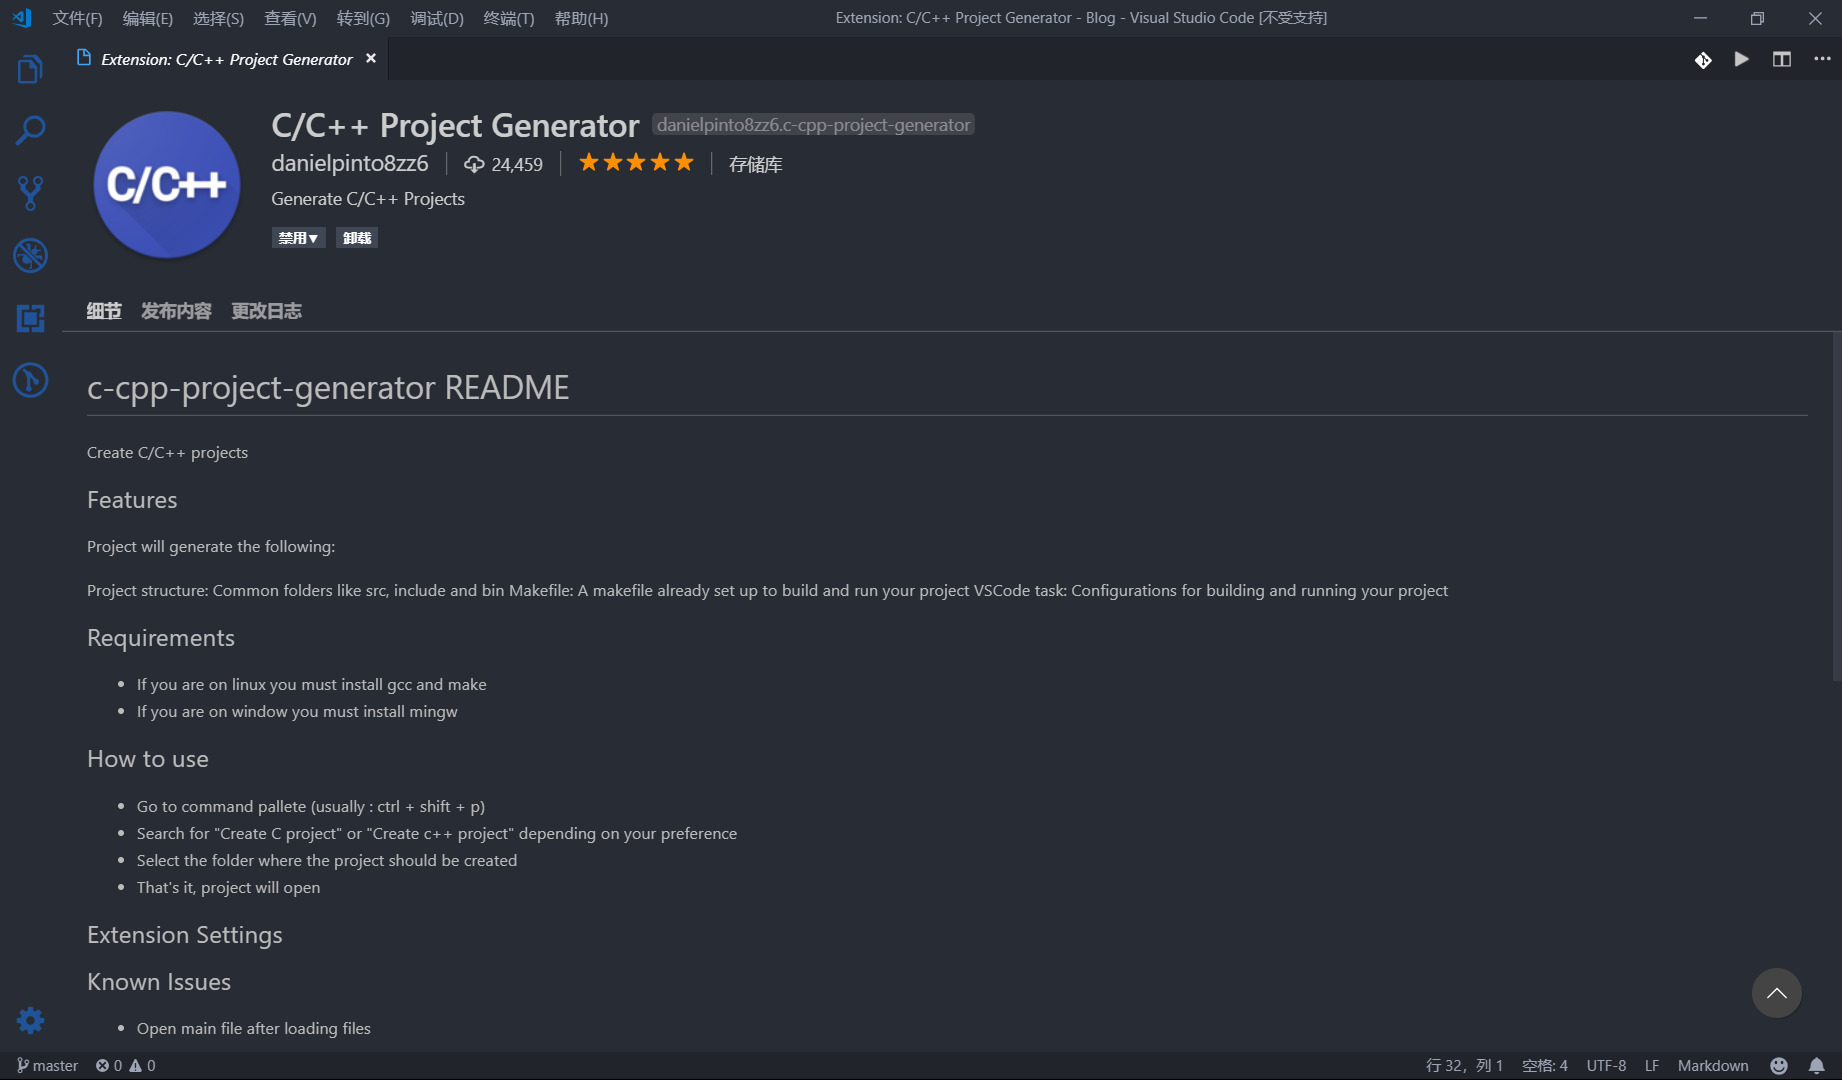 文件(F) 编辑(E) 选择(S) 查看(V) 转到(G) 调试(D) 终端(T) 帮助(H) Extension: C/C++ Project Generator - Blog - Visual Studio Code [不受支持]
Extension: C/C++ Project Generator ×
C/C++
C/C++ Project Generator danielpinto8zz6.c-cpp-project-generator
danielpinto8zz6 24,459 ★★★★★ 存储库
Generate C/C++ Projects
禁用▼ 卸载
细节 发布内容 更改日志
c-cpp-project-generator README
Create C/C++ projects
Features
Project will generate the following:
Project structure: Common folders like src, include and bin Makefile: A makefile already set up to build and run your project VSCode task: Configurations for building and running your project
Requirements
• If you are on linux you must install gcc and make
• If you are on window you must install mingw
How to use
• Go to command pallete (usually : ctrl + shift + p)
• Search for "Create C project" or "Create c++ project" depending on your preference
• Select the folder where the project should be created
• That's it, project will open
Extension Settings
Known Issues
• Open main file after loading files
master 0 0 行 32，列 1 空格: 4 UTF-8 LF Markdown